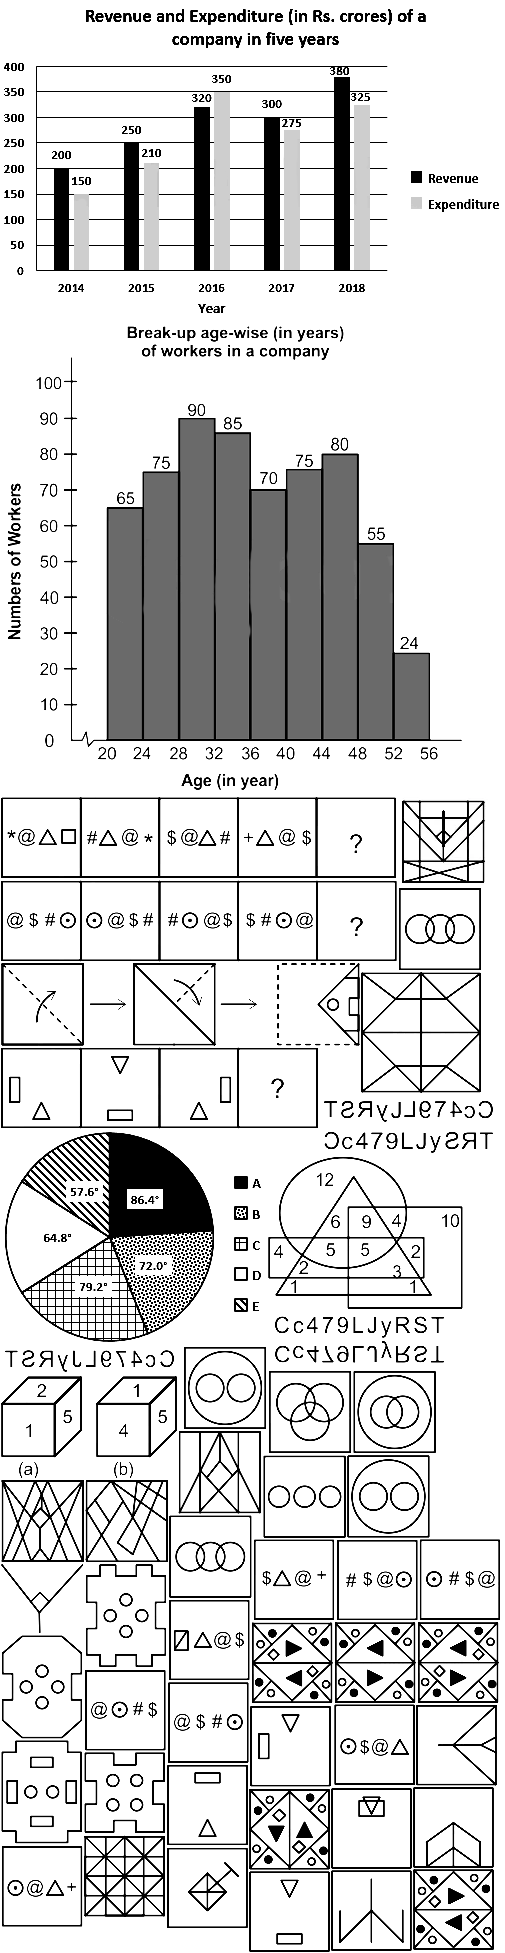 Revenue and Expenditure (in Rs. crores) of a
company in five years
400
350
300
250
200
150
100
50
0
200
150
250
210
320
350
300
275
380
325
Revenue
Expenditure
2014 2015 2016 2017 2018
Year
Break-up age-wise (in years)
of workers in a company
Numbers of Workers
100
90
80
70
60
50
40
30
20
10
0
65
75
90
85
70
75
80
55
24
20 24 28 32 36 40 44 48 52 56
Age (in year)
*@△□ #△@* $@△# +△@$ ?
@$#⊙ ⊙@$# #⊙@$ $#⊙@ ?
?
57.6°
86.4°
64.8°
72.0°
79.2°
A
B
C
D
E
12
6 9 4 10
4 5 5 2
2 3
1 1
Cc479LJyRST
2
1 5
(a)
1
4 5
(b)
$△@+ #$@⊙ ⊙#$@
△@$
@⊙#$ @$#⊙
⊙$@△
⊙@△+